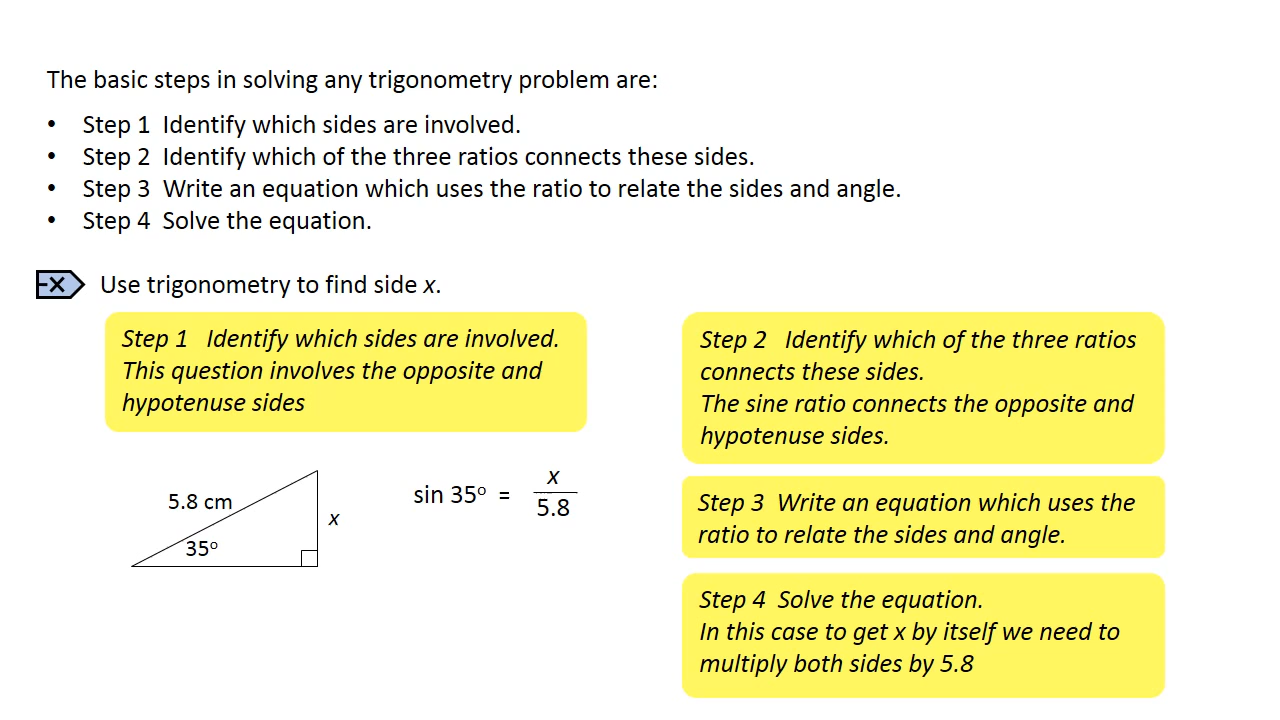 The basic steps in solving any trigonometry problem are:
• Step 1 Identify which sides are involved.
• Step 2 Identify which of the three ratios connects these sides.
• Step 3 Write an equation which uses the ratio to relate the sides and angle.
• Step 4 Solve the equation.
-X Use trigonometry to find side x.
Step 1 Identify which sides are involved.
This question involves the opposite and
hypotenuse sides
Step 2 Identify which of the three ratios
connects these sides.
The sine ratio connects the opposite and
hypotenuse sides.
5.8 cm
35º
x
sin 35º = x
5.8
Step 3 Write an equation which uses the
ratio to relate the sides and angle.
Step 4 Solve the equation.
In this case to get x by itself we need to
multiply both sides by 5.8